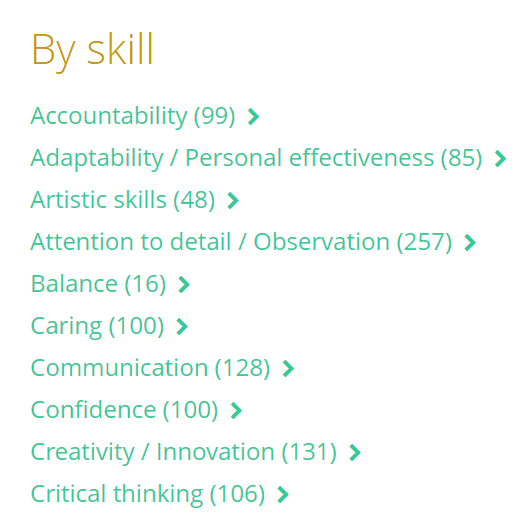 By skill
Accountability (99)
Adaptability / Personal effectiveness (85)
Artistic skills (48)
Attention to detail / Observation (257)
Balance (16)
Caring (100)
Communication (128)
Confidence (100)
Creativity / Innovation (131)
Critical thinking (106)